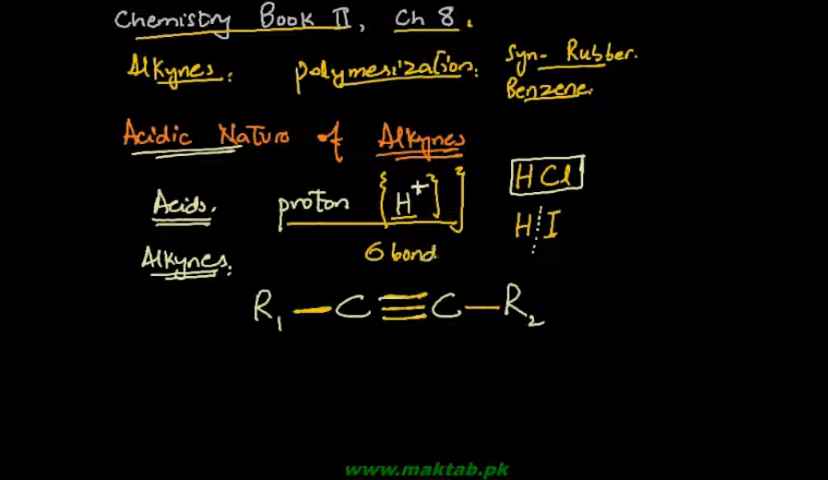 Chemistry Book II, Ch 8.
Alkynes. polymerization. Syn- Rubber.
Benzene.
Acidic Nature of Alkynes
Acids. proton {H⁺} HCl
H I
Alkynes. 6 bond
R₁ — C ≡ C — R₂
www.maktab.pk